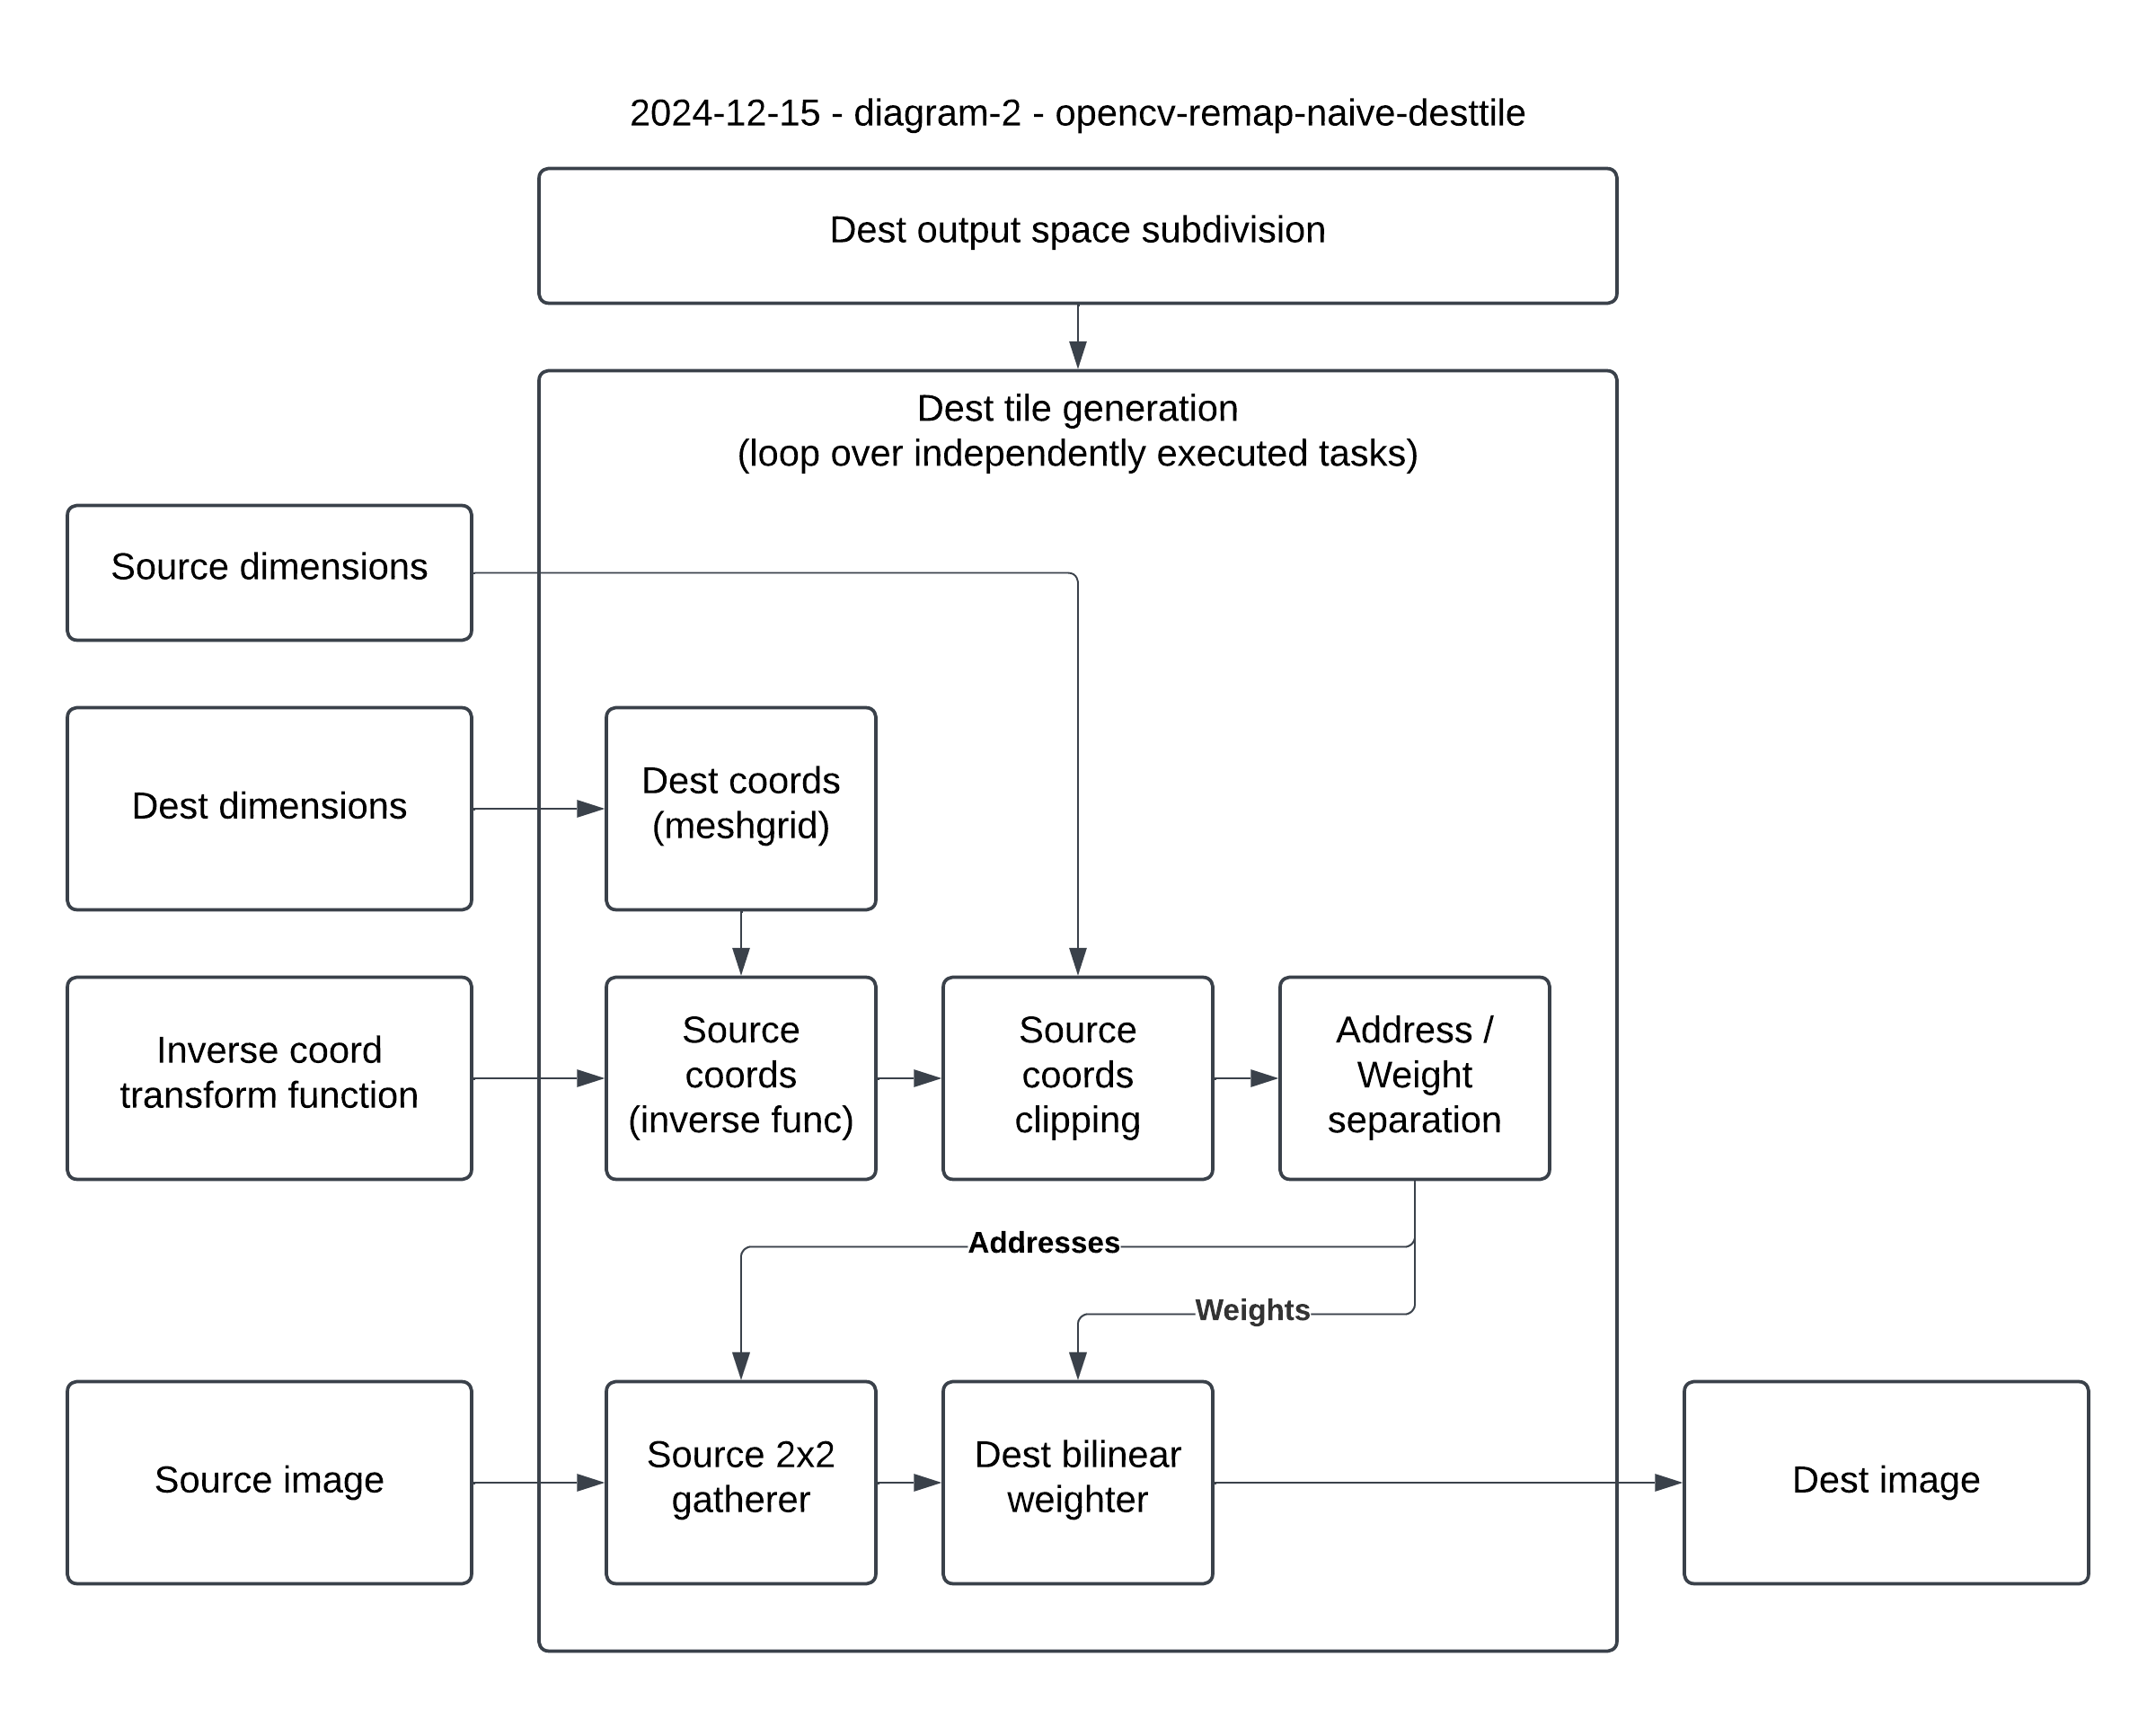 2024-12-15 - diagram-2 - opencv-remap-naive-desttile
Dest output space subdivision
Dest tile generation
(loop over independently executed tasks)
Source dimensions
Dest dimensions
Dest coords
(meshgrid)
Inverse coord
transform function
Source
coords
(inverse func)
Source
coords
clipping
Address /
Weight
separation
Addresses
Weights
Source image
Source 2x2
gatherer
Dest bilinear
weighter
Dest image